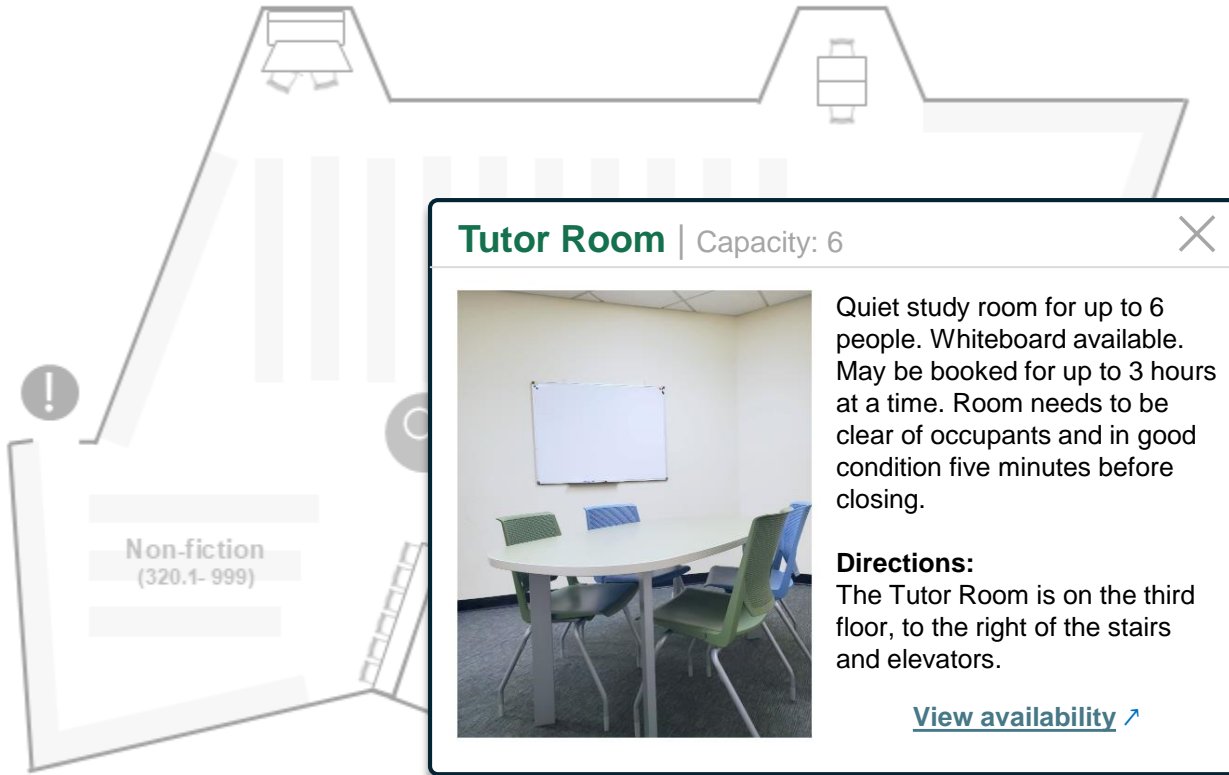 Tutor Room | Capacity: 6
Quiet study room for up to 6
people. Whiteboard available.
May be booked for up to 3 hours
at a time. Room needs to be
clear of occupants and in good
condition five minutes before
closing.
Directions:
The Tutor Room is on the third
floor, to the right of the stairs
and elevators.
View availability ↗
!
Non-fiction
(320.1- 999)